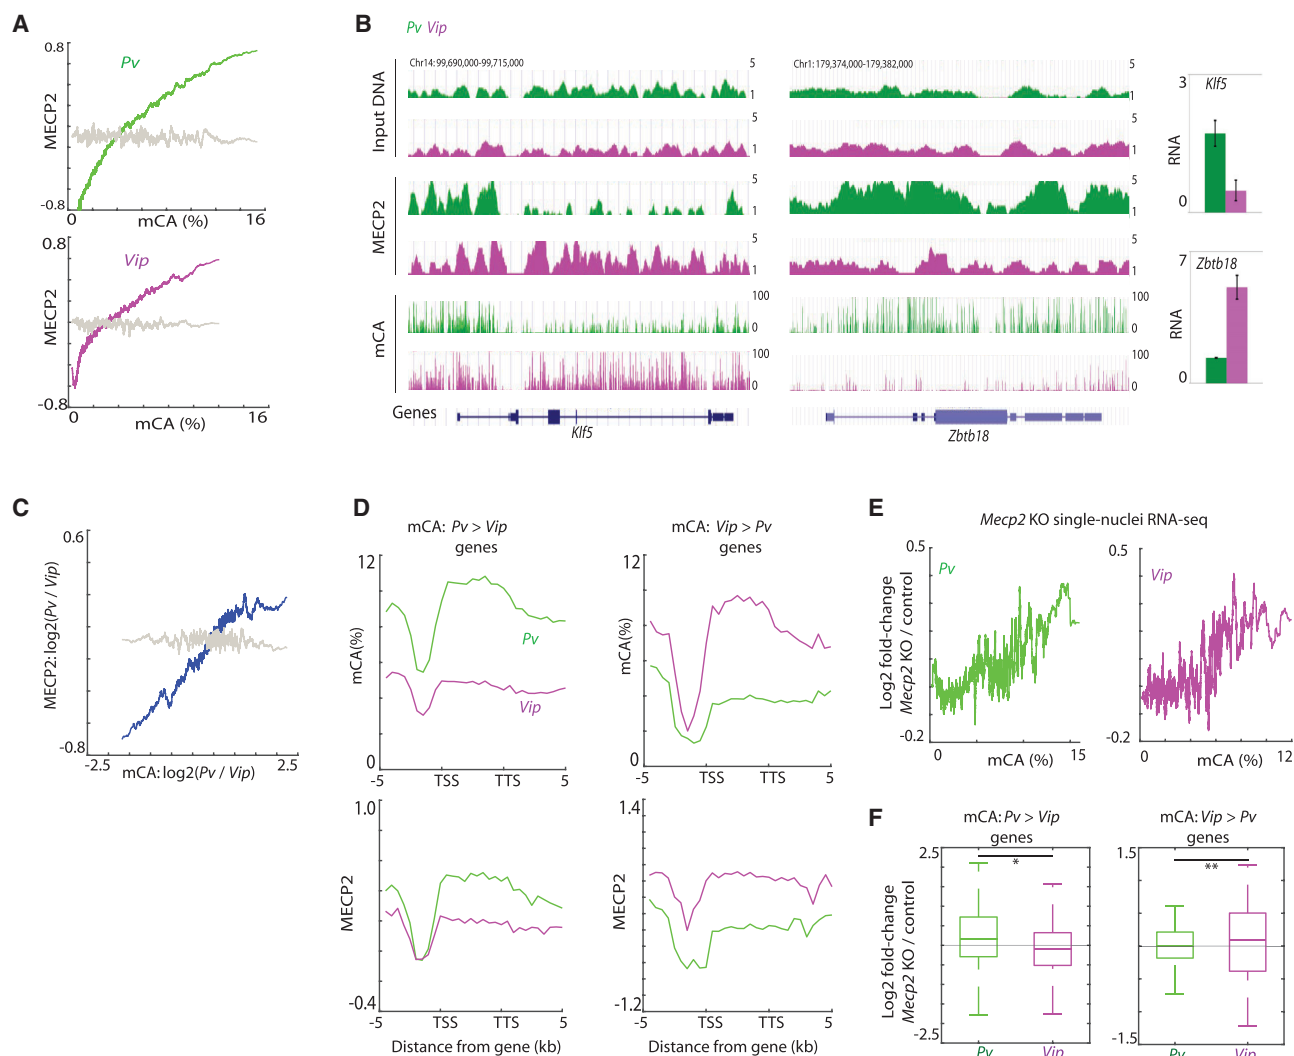 A
0.8
Pv
MECP2
-0.8
0
mCA (%)
16
0.8
Vip
MECP2
-0.8
0
mCA (%)
16
B
Pv Vip
Input DNA
Chr14:99,690,000-99,715,000
5
1
Chr1:179,374,000-179,382,000
5
1
5
1
5
1
MECP2
5
1
5
1
5
1
5
1
mCA
100
0
100
0
100
0
100
0
Genes
Klf5
Zbtb18
3
Klf5
RNA
0
7
Zbtb18
RNA
0
C
0.6
MECP2: log2(Pv / Vip)
-0.8
-2.5
mCA: log2(Pv / Vip)
2.5
D
mCA: Pv > Vip
genes
12
mCA(%)
Pv
Vip
0
-5
TSS
TTS
5
mCA: Vip > Pv
genes
12
mCA(%)
0
-5
TSS
TTS
5
1.0
MECP2
-0.4
-5
TSS
TTS
5
Distance from gene (kb)
1.4
MECP2
-1.2
-5
TSS
TTS
5
Distance from gene (kb)
E
Mecp2 KO single-nuclei RNA-seq
0.5
Pv
Log2 fold-change
Mecp2 KO / control
-0.2
0
mCA (%)
15
0.5
Vip
-0.2
0
mCA (%)
12
F
mCA: Pv > Vip
genes
2.5
*
Log2 fold-change
Mecp2 KO / control
-2.5
Pv
Vip
mCA: Vip > Pv
genes
1.5
**
-1.5
Pv
Vip